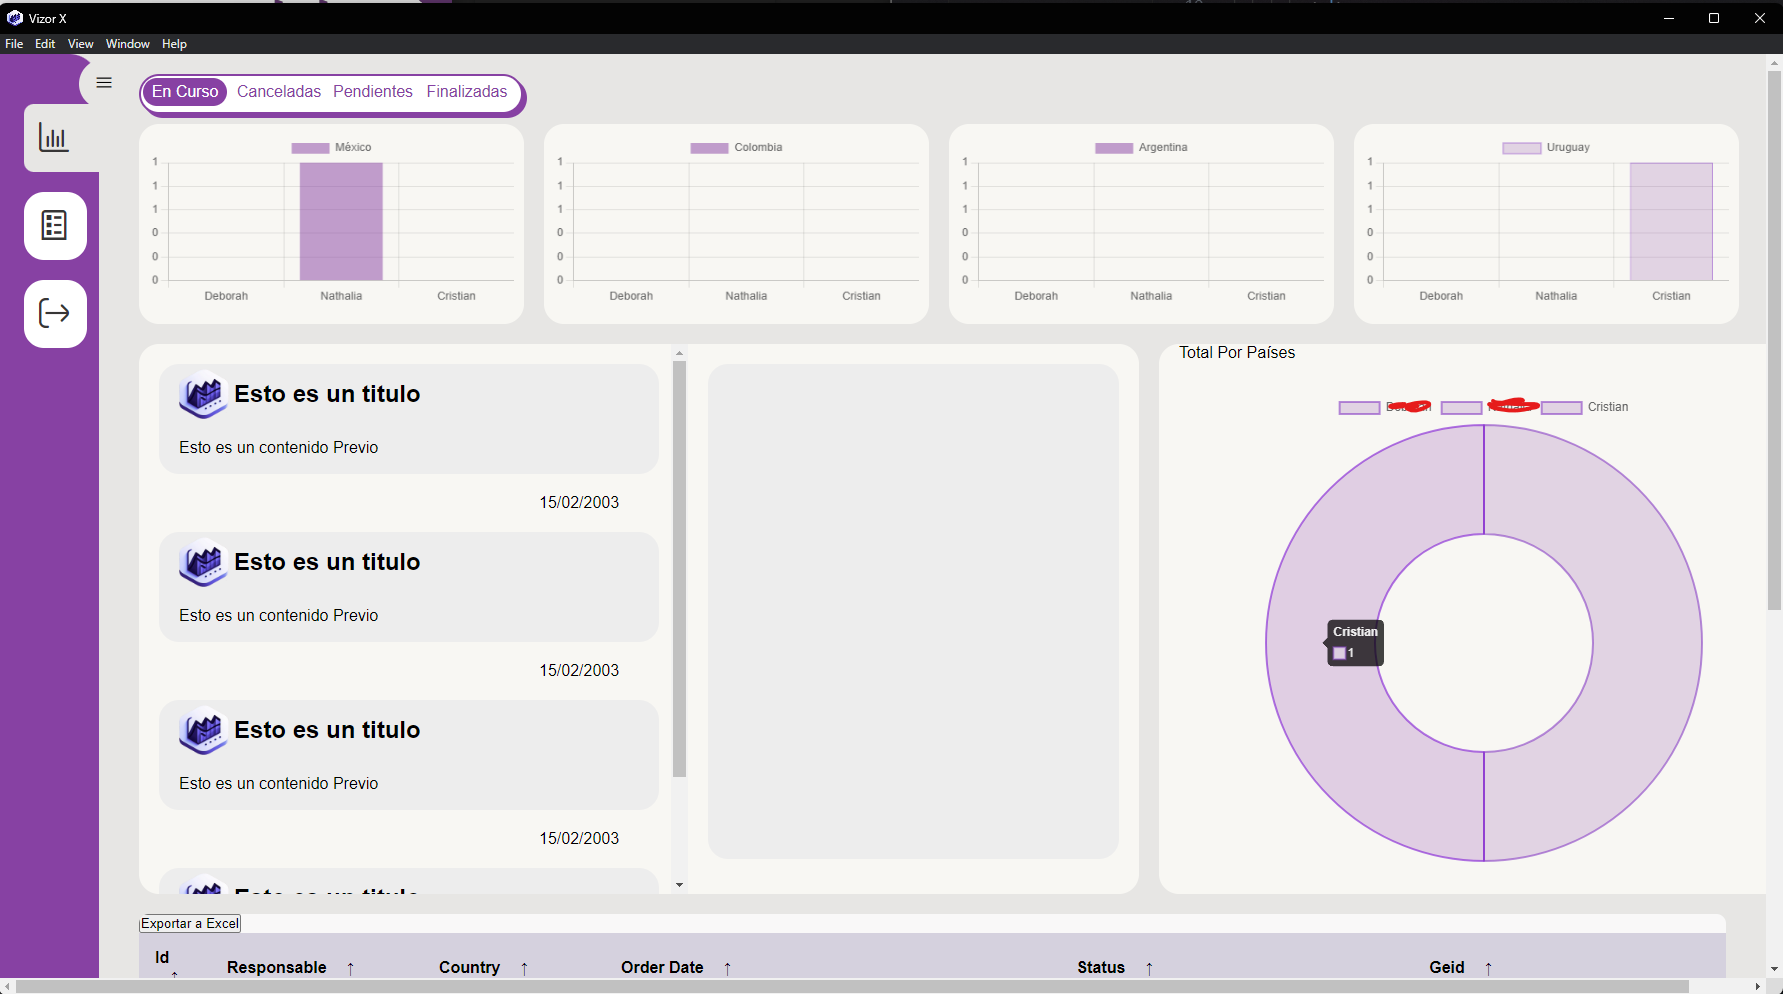 Vizor X
File Edit View Window Help
En Curso Canceladas Pendientes Finalizadas
México
1
1
1
0
0
0
Deborah Nathalia Cristian
Colombia
1
1
1
0
0
0
Deborah Nathalia Cristian
Argentina
1
1
1
0
0
0
Deborah Nathalia Cristian
Uruguay
1
1
1
0
0
0
Deborah Nathalia Cristian
Esto es un titulo
Esto es un contenido Previo
15/02/2003
Esto es un titulo
Esto es un contenido Previo
15/02/2003
Esto es un titulo
Esto es un contenido Previo
15/02/2003
Esto es un titulo
Total Por Países
Cristian
Cristian
1
Exportar a Excel
Id ↑ Responsable ↑ Country ↑ Order Date ↑ Status ↑ Geid ↑